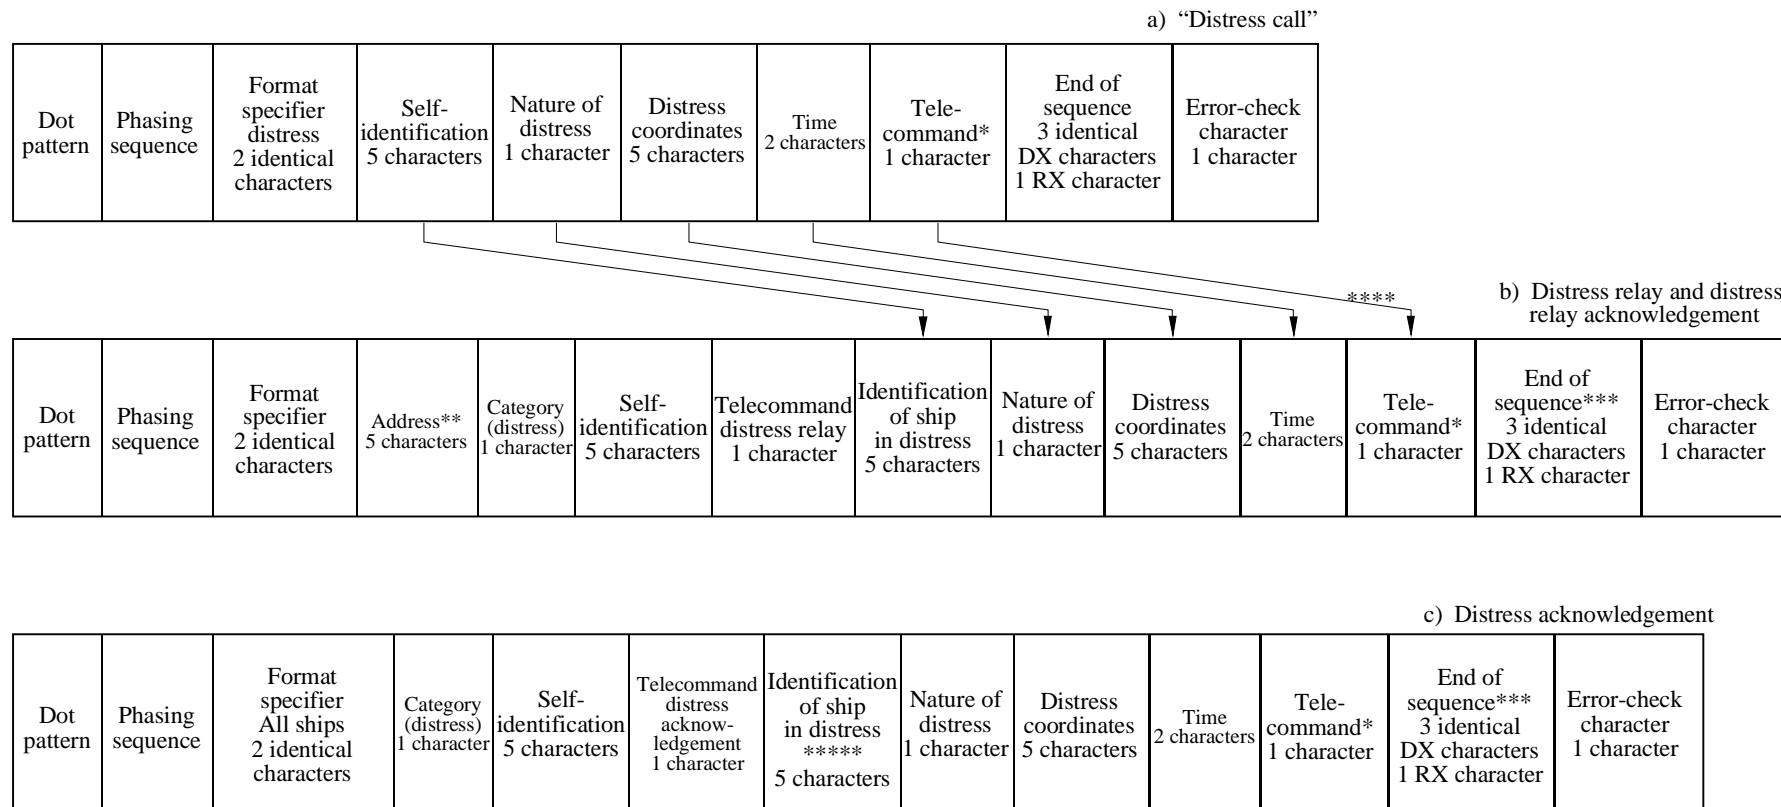 a) “Distress call”
Dot
pattern
Phasing
sequence
Format
specifier
distress
2 identical
characters
Self-
identification
5 characters
Nature of
distress
1 character
Distress
coordinates
5 characters
Time
2 characters
Tele-
command*
1 character
End of
sequence
3 identical
DX characters
1 RX character
Error-check
character
1 character
****
b) Distress relay and distress
relay acknowledgement
Dot
pattern
Phasing
sequence
Format
specifier
2 identical
characters
Address**
5 characters
Category
(distress)
1 character
Self-
identification
5 characters
Telecommand
distress relay
1 character
Identification
of ship
in distress
5 characters
Nature of
distress
1 character
Distress
coordinates
5 characters
Time
2 characters
Tele-
command*
1 character
End of
sequence***
3 identical
DX characters
1 RX character
Error-check
character
1 character
c) Distress acknowledgement
Dot
pattern
Phasing
sequence
Format
specifier
All ships
2 identical
characters
Category
(distress)
1 character
Self-
identification
5 characters
Telecommand
distress
acknow-
ledgement
1 character
Identification
of ship
in distress
*****
5 characters
Nature of
distress
1 character
Distress
coordinates
5 characters
Time
2 characters
Tele-
command*
1 character
End of
sequence***
3 identical
DX characters
1 RX character
Error-check
character
1 character